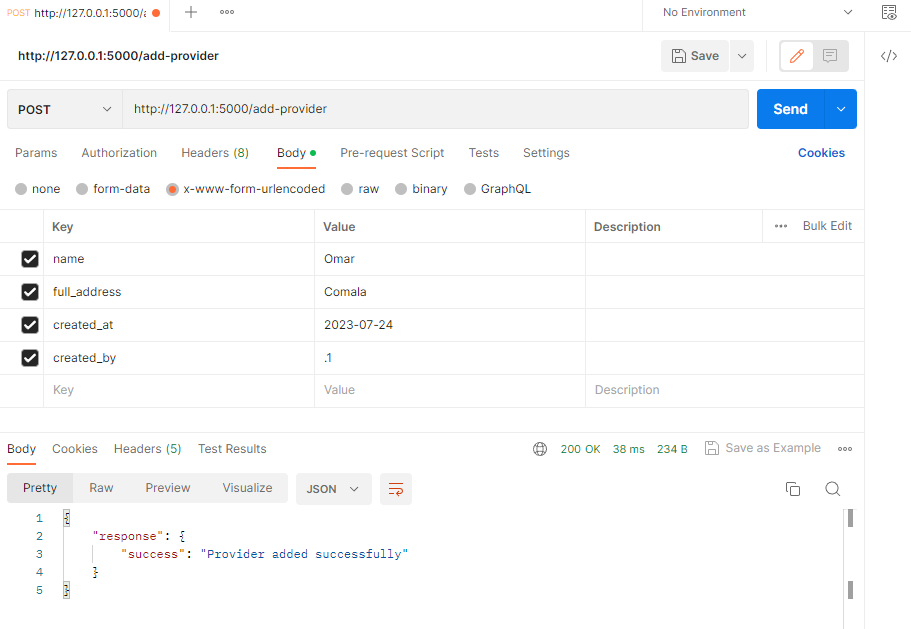 POST http://127.0.0.1:5000/a
No Environment
http://127.0.0.1:5000/add-provider
Save
POST http://127.0.0.1:5000/add-provider Send
Params Authorization Headers (8) Body Pre-request Script Tests Settings Cookies
none form-data x-www-form-urlencoded raw binary GraphQL
Key Value Description Bulk Edit
name Omar
full_address Comala
created_at 2023-07-24
created_by .1
Key Value Description
Body Cookies Headers (5) Test Results 200 OK 38 ms 234 B Save as Example
Pretty Raw Preview Visualize JSON
1 {
2 "response": {
3 "success": "Provider added successfully"
4 }
5 }